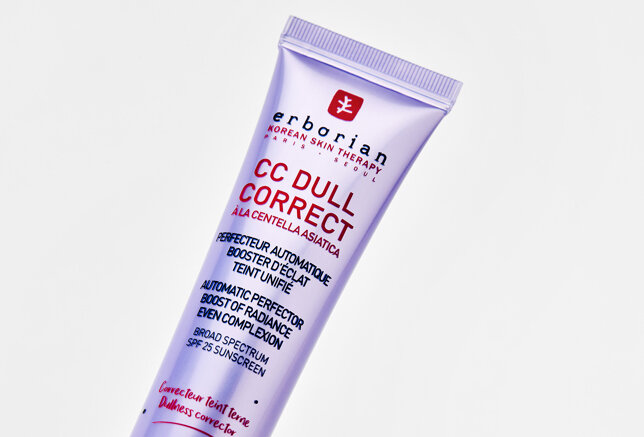 erborian
KOREAN SKIN THERAPY
PARIS - SEOUL
CC DULL
CORRECT
À LA CENTELLA ASIATICA
PERFECTEUR AUTOMATIQUE
BOOSTER D'ÉCLAT
TEINT UNIFIÉ
AUTOMATIC PERFECTOR
BOOST OF RADIANCE
EVEN COMPLEXION
BROAD SPECTRUM
SPF 25 SUNSCREEN
Correcteur teint terne
Dullness corrector